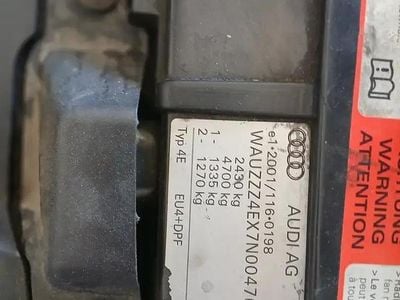 AUDI AG
e1*2001/116*0198
WAUZZZ4EX7N0047
2430 kg
4700 kg
1- 1335 kg
2- 1270 kg
Typ 4E EU4+DPF
ACHTUNG
WARNING
ATTENTION